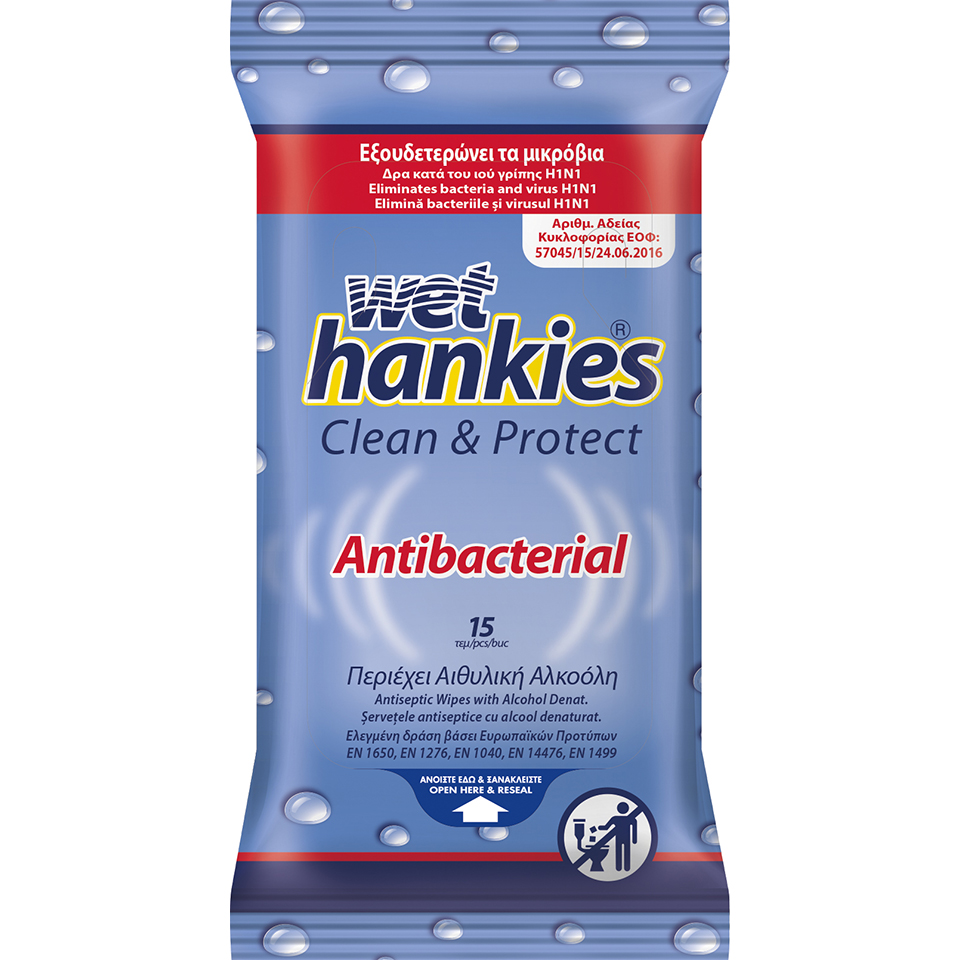 Εξουδετερώνει τα μικρόβια
Δρα κατά του ιού γρίπης H1N1
Eliminates bacteria and virus H1N1
Elimină bacteriile şi virusul H1N1
Αριθμ. Αδείας
Κυκλοφορίας ΕΟΦ:
57045/15/24.06.2016
wet
hankies®
Clean & Protect
Antibacterial
15
τεμ/pcs/buc
Περιέχει Αιθυλική Αλκοόλη
Antiseptic Wipes with Alcohol Denat.
Şerveţele antiseptice cu alcool denaturat.
Ελεγμένη δράση βάσει Ευρωπαϊκών Προτύπων
EN 1650, EN 1276, EN 1040, EN 14476, EN 1499
ΑΝΟΙΞΤΕ ΕΔΩ & ΞΑΝΑΚΛΕΙΣΤΕ
OPEN HERE & RESEAL